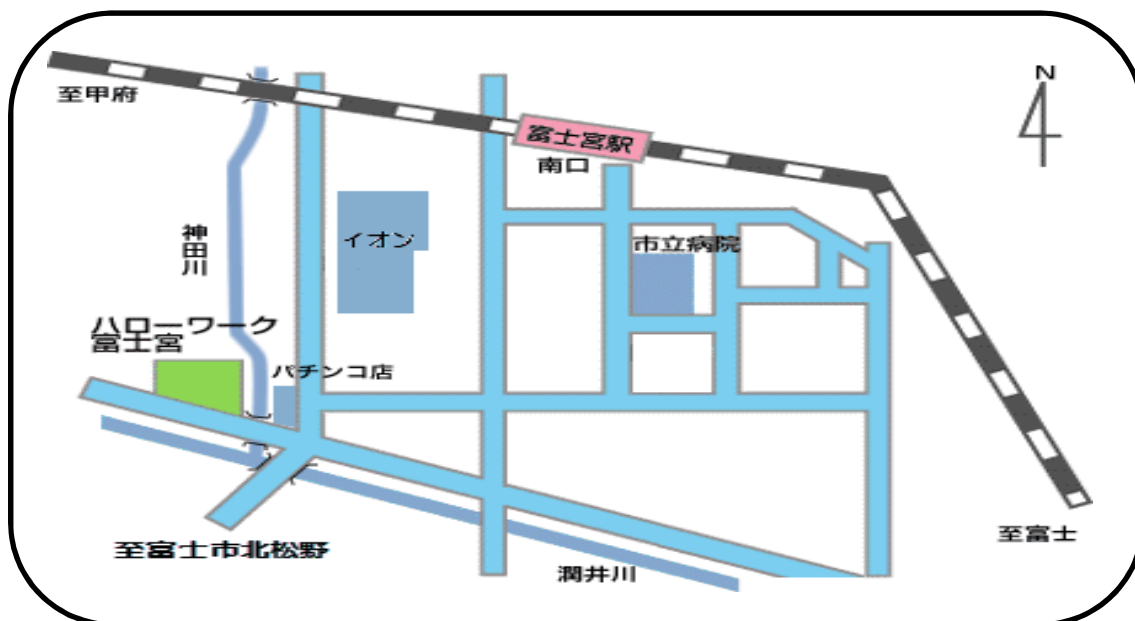 N
至甲府
富士宮駅
南口
神田川
イオン
市立病院
ハローワーク
富士宮
パチンコ店
至富士
至富士市北松野
潤井川